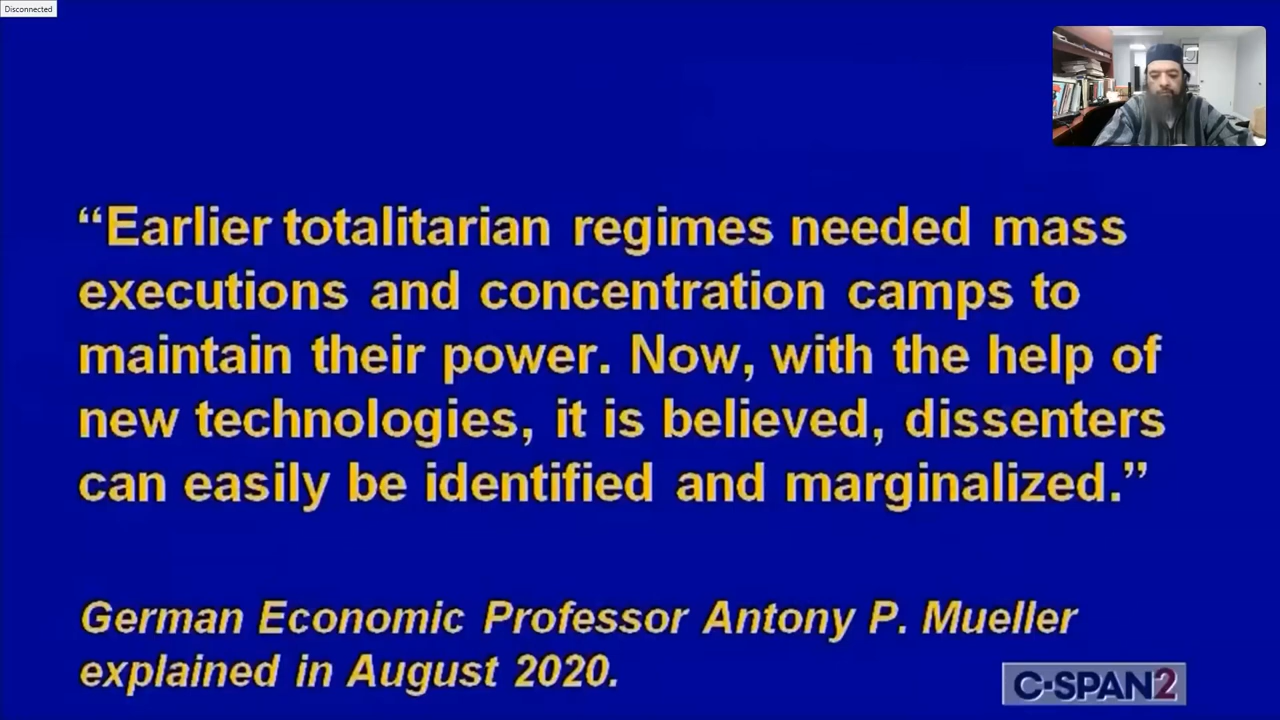 Disconnected
“Earlier totalitarian regimes needed mass
executions and concentration camps to
maintain their power. Now, with the help of
new technologies, it is believed, dissenters
can easily be identified and marginalized.”
German Economic Professor Antony P. Mueller
explained in August 2020.
C-SPAN2